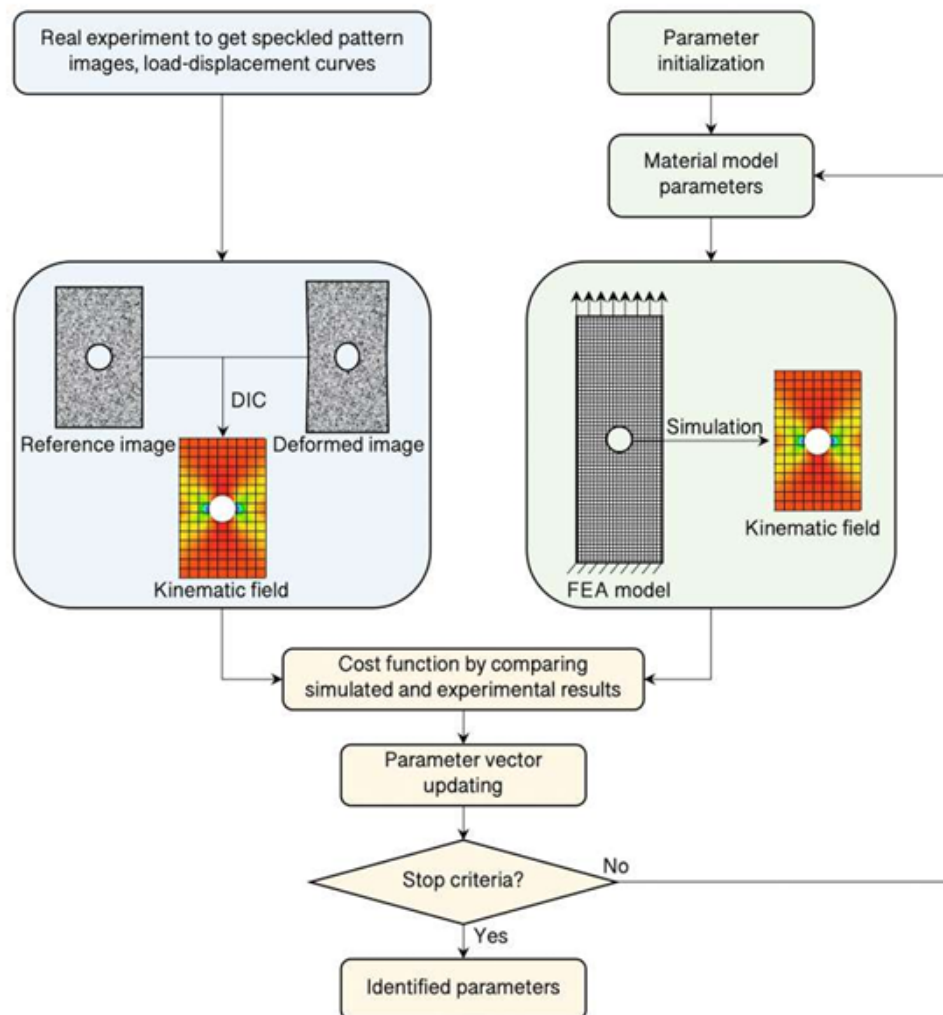 Real experiment to get speckled pattern
images, load-displacement curves
Parameter
initialization
Material model
parameters
DIC
Reference image
Deformed image
Kinematic field
Simulation
Kinematic field
FEA model
Cost function by comparing
simulated and experimental results
Parameter vector
updating
Stop criteria?
No
Yes
Identified parameters